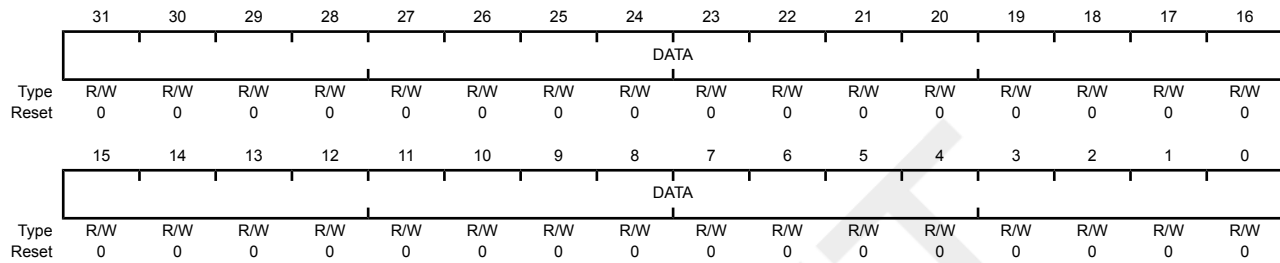 31 30 29 28 27 26 25 24 23 22 21 20 19 18 17 16
DATA
Type R/W R/W R/W R/W R/W R/W R/W R/W R/W R/W R/W R/W R/W R/W R/W R/W
Reset 0 0 0 0 0 0 0 0 0 0 0 0 0 0 0 0
15 14 13 12 11 10 9 8 7 6 5 4 3 2 1 0
DATA
Type R/W R/W R/W R/W R/W R/W R/W R/W R/W R/W R/W R/W R/W R/W R/W R/W
Reset 0 0 0 0 0 0 0 0 0 0 0 0 0 0 0 0